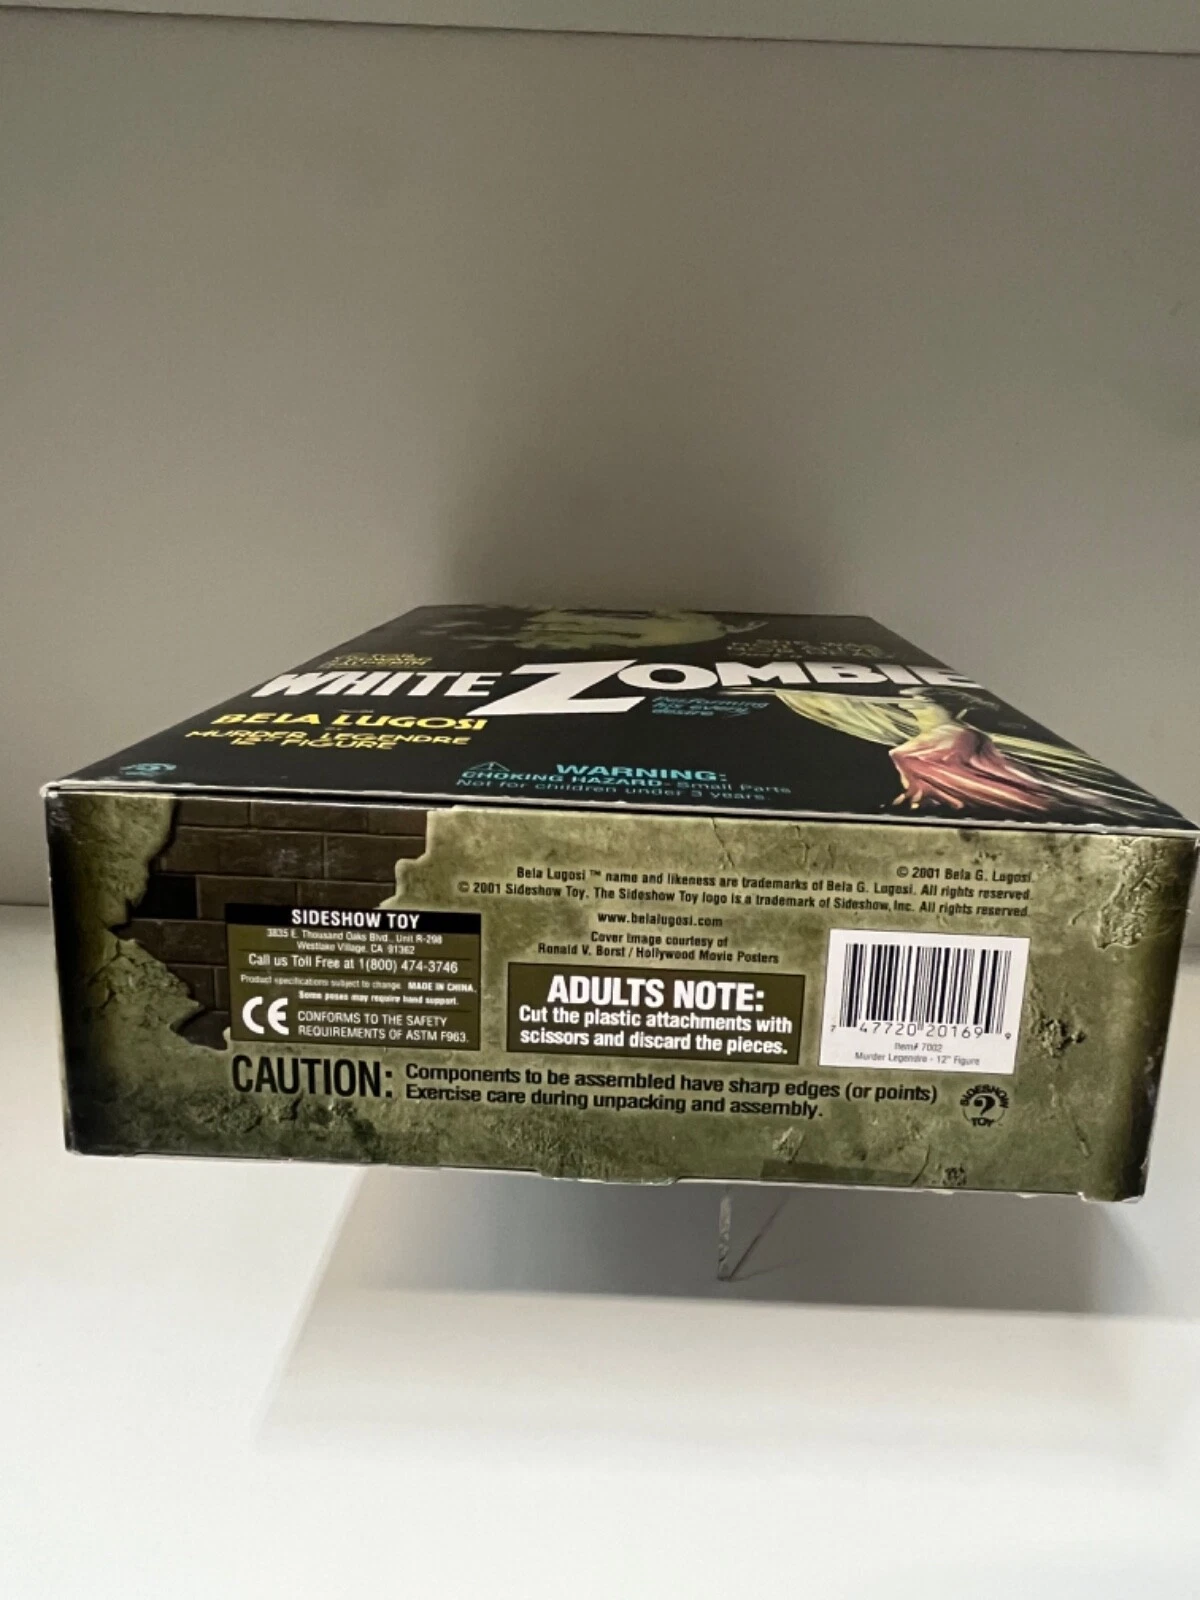 WHITE ZOMBIE
Performing
his every
desire
WITH
BELA LUGOSI
AS
MURDER LEGENDRE
12" FIGURE
WARNING:
CHOKING HAZARD - Small Parts
Not for children under 3 years.
© 2001 Bela G. Lugosi.
Bela Lugosi ™ name and likeness are trademarks of Bela G. Lugosi. All rights reserved.
© 2001 Sideshow Toy. The Sideshow Toy logo is a trademark of Sideshow, Inc. All rights reserved.
www.belalugosi.com
Cover image courtesy of
Ronald V. Borst / Hollywood Movie Posters
SIDESHOW TOY
3835 E. Thousand Oaks Blvd., Unit R-298
Westlake Village, CA 91362
Call us Toll Free at 1(800) 474-3746
Product specifications subject to change. MADE IN CHINA.
Some poses may require hand support.
CE CONFORMS TO THE SAFETY
REQUIREMENTS OF ASTM F963.
ADULTS NOTE:
Cut the plastic attachments with
scissors and discard the pieces.
7 47720 20169 9
Item# 7002
Murder Legendre - 12" Figure
CAUTION: Components to be assembled have sharp edges (or points)
Exercise care during unpacking and assembly.
SIDESHOW
?
TOY